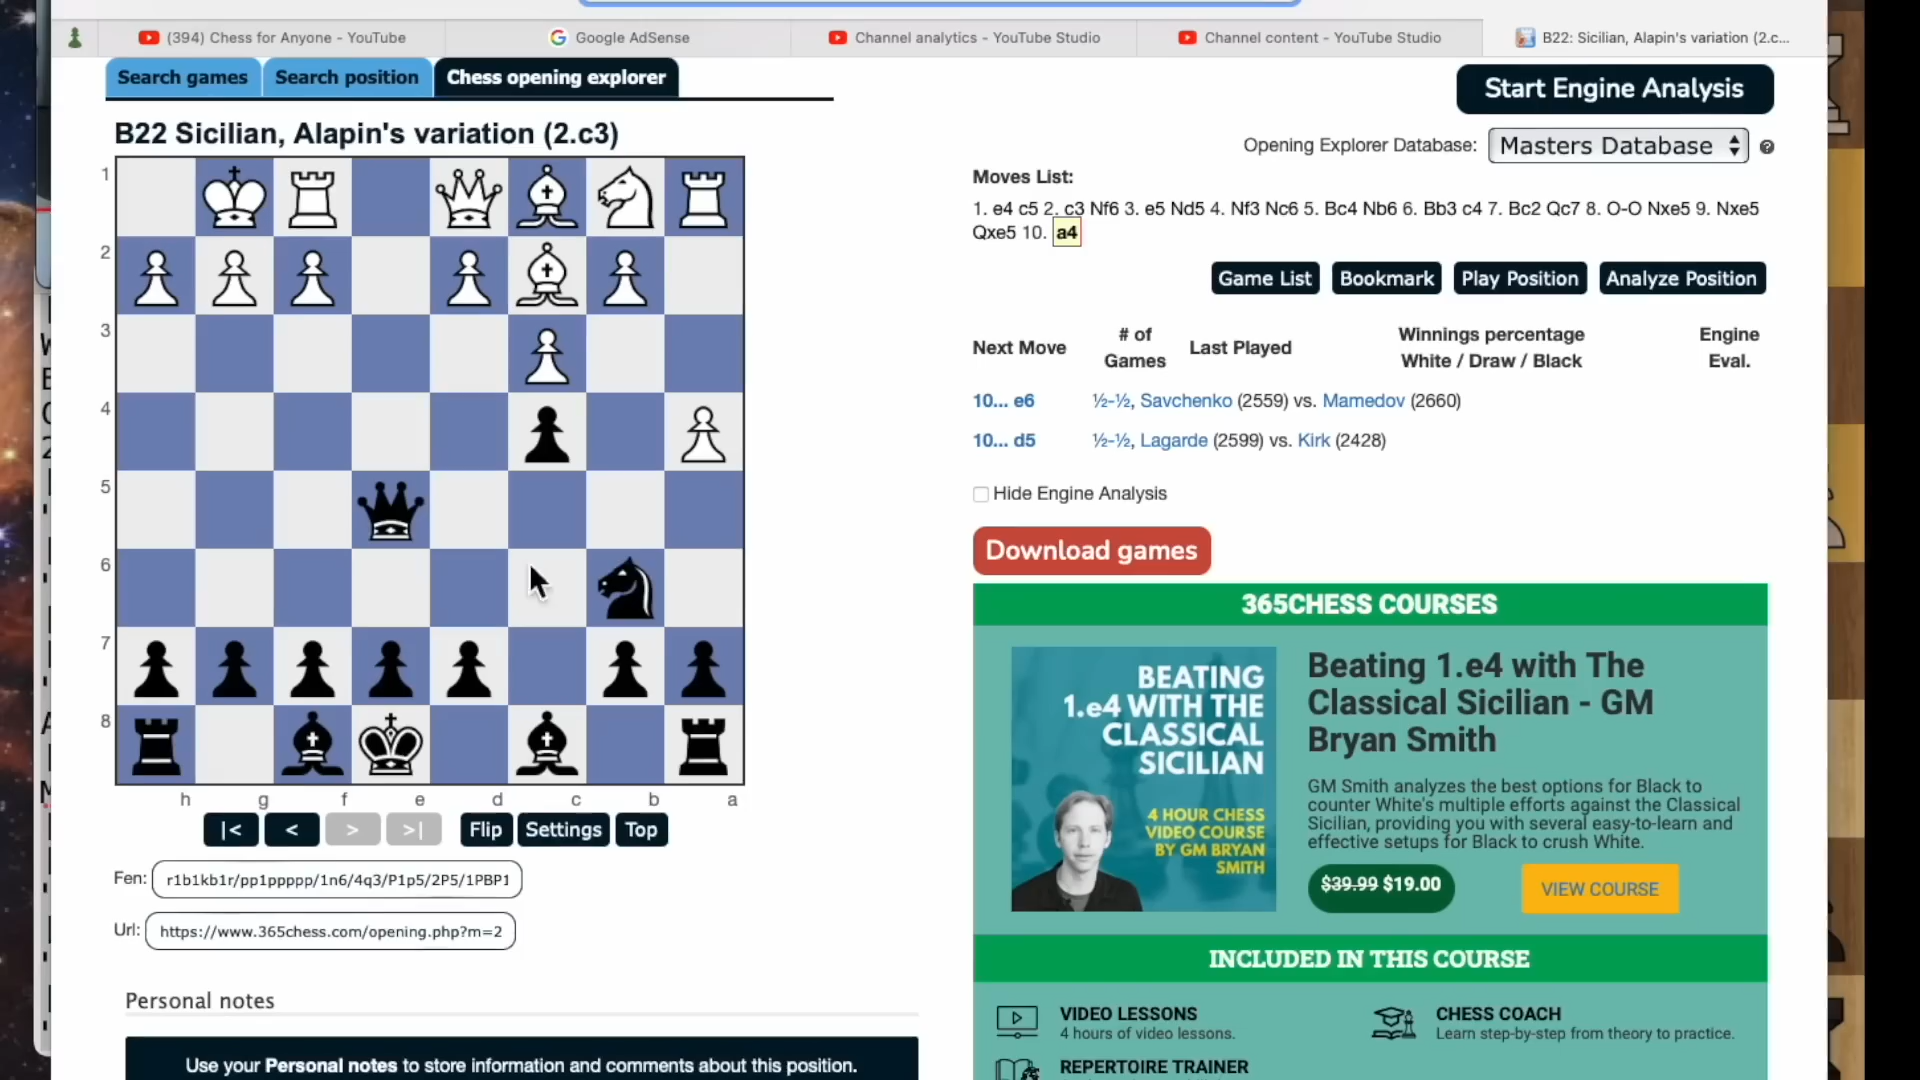 (394) Chess for Anyone - YouTube
Google AdSense
Channel analytics - YouTube Studio
Channel content - YouTube Studio
B22: Sicilian, Alapin's variation (2.c...
Search games
Search position
Chess opening explorer
Start Engine Analysis
B22 Sicilian, Alapin's variation (2.c3)
Opening Explorer Database:
Masters Database
?
Moves List:
1. e4 c5 2. c3 Nf6 3. e5 Nd5 4. Nf3 Nc6 5. Bc4 Nb6 6. Bb3 c4 7. Bc2 Qc7 8. O-O Nxe5 9. Nxe5
Qxe5 10. a4
Game List
Bookmark
Play Position
Analyze Position
Next Move
# of
Games
Last Played
Winnings percentage
White / Draw / Black
Engine
Eval.
10... e6
½-½, Savchenko (2559) vs. Mamedov (2660)
10... d5
½-½, Lagarde (2599) vs. Kirk (2428)
Hide Engine Analysis
Download games
1
2
3
4
5
6
7
8
h g f e d c b a
|<
<
>
>|
Flip
Settings
Top
Fen:
r1b1kb1r/pp1ppppp/1n6/4q3/P1p5/2P5/1PBP1
Url:
https://www.365chess.com/opening.php?m=2
Personal notes
Use your Personal notes to store information and comments about this position.
365CHESS COURSES
BEATING
1.e4 WITH THE
CLASSICAL
SICILIAN
4 HOUR CHESS
VIDEO COURSE
BY GM BRYAN
SMITH
Beating 1.e4 with The
Classical Sicilian - GM
Bryan Smith
GM Smith analyzes the best options for Black to
counter White's multiple efforts against the Classical
Sicilian, providing you with several easy-to-learn and
effective setups for Black to crush White.
$39.99 $19.00
VIEW COURSE
INCLUDED IN THIS COURSE
VIDEO LESSONS
4 hours of video lessons.
CHESS COACH
Learn step-by-step from theory to practice.
REPERTOIRE TRAINER